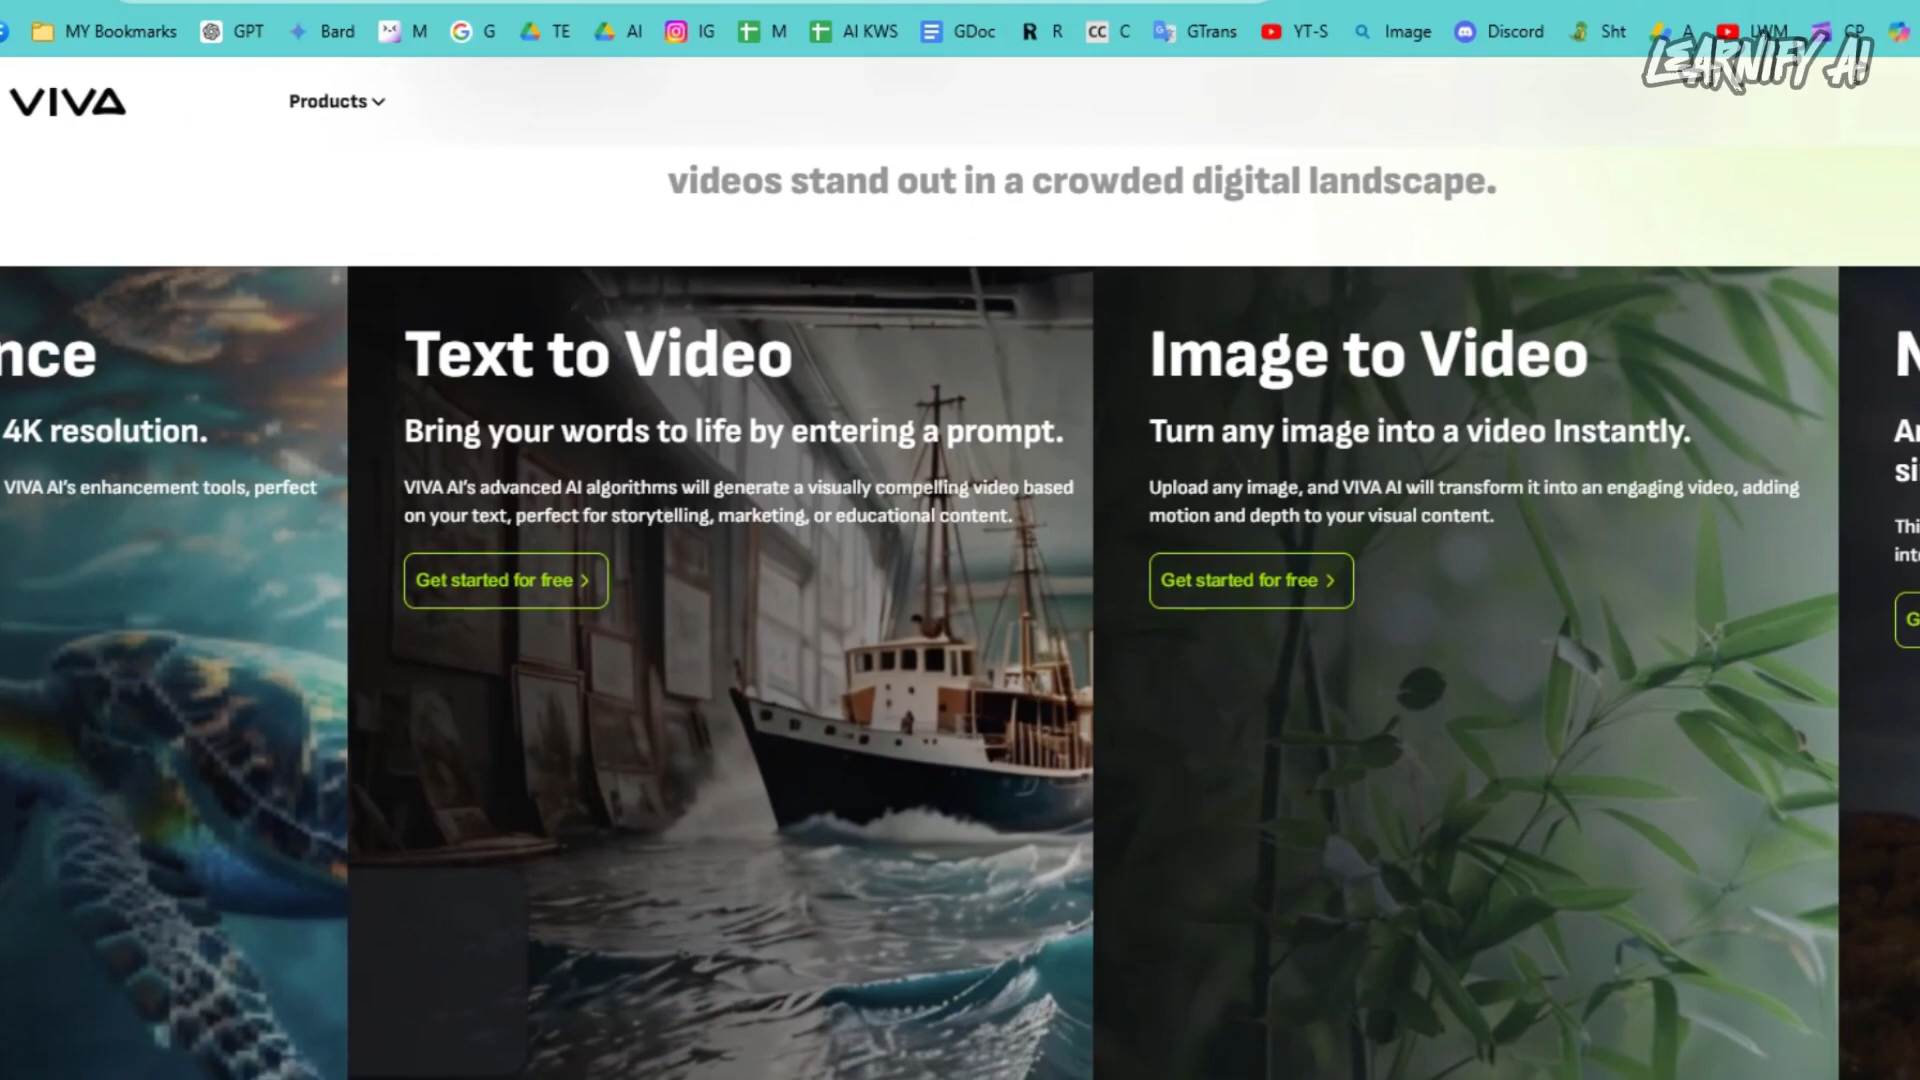 MY Bookmarks GPT Bard M G TE AI IG M AI KWS GDoc R CC C GTrans YT-S Image Discord Sht A LWM CP
LEARNIFY AI
VIVA
Products
videos stand out in a crowded digital landscape.
nce
4K resolution.
VIVA AI's enhancement tools, perfect
Text to Video
Bring your words to life by entering a prompt.
VIVA AI's advanced AI algorithms will generate a visually compelling video based
on your text, perfect for storytelling, marketing, or educational content.
Get started for free >
Image to Video
Turn any image into a video Instantly.
Upload any image, and VIVA AI will transform it into an engaging video, adding
motion and depth to your visual content.
Get started for free >